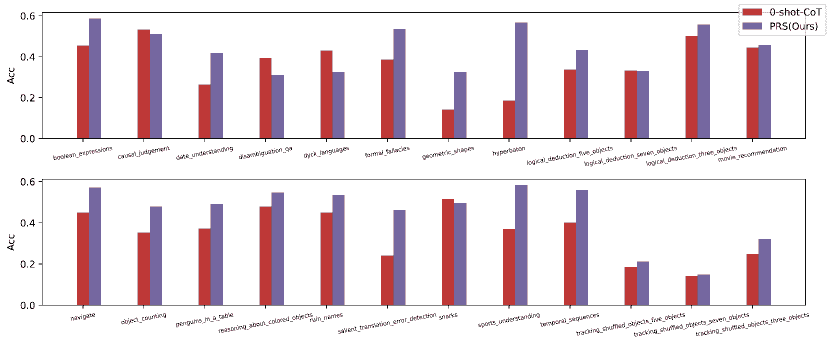 0-shot-CoT
PRS(Ours)
Acc
0.6
0.4
0.2
0.0
boolean_expressions
causal_judgement
date_understanding
disambiguation_qa
dyck_languages
formal_fallacies
geometric_shapes
hyperbaton
logical_deduction_five_objects
logical_deduction_seven_objects
logical_deduction_three_objects
movie_recommendation
Acc
0.6
0.4
0.2
0.0
navigate
object_counting
penguins_in_a_table
reasoning_about_colored_objects
ruin_names
salient_translation_error_detection
snarks
sports_understanding
temporal_sequences
tracking_shuffled_objects_five_objects
tracking_shuffled_objects_seven_objects
tracking_shuffled_objects_three_objects